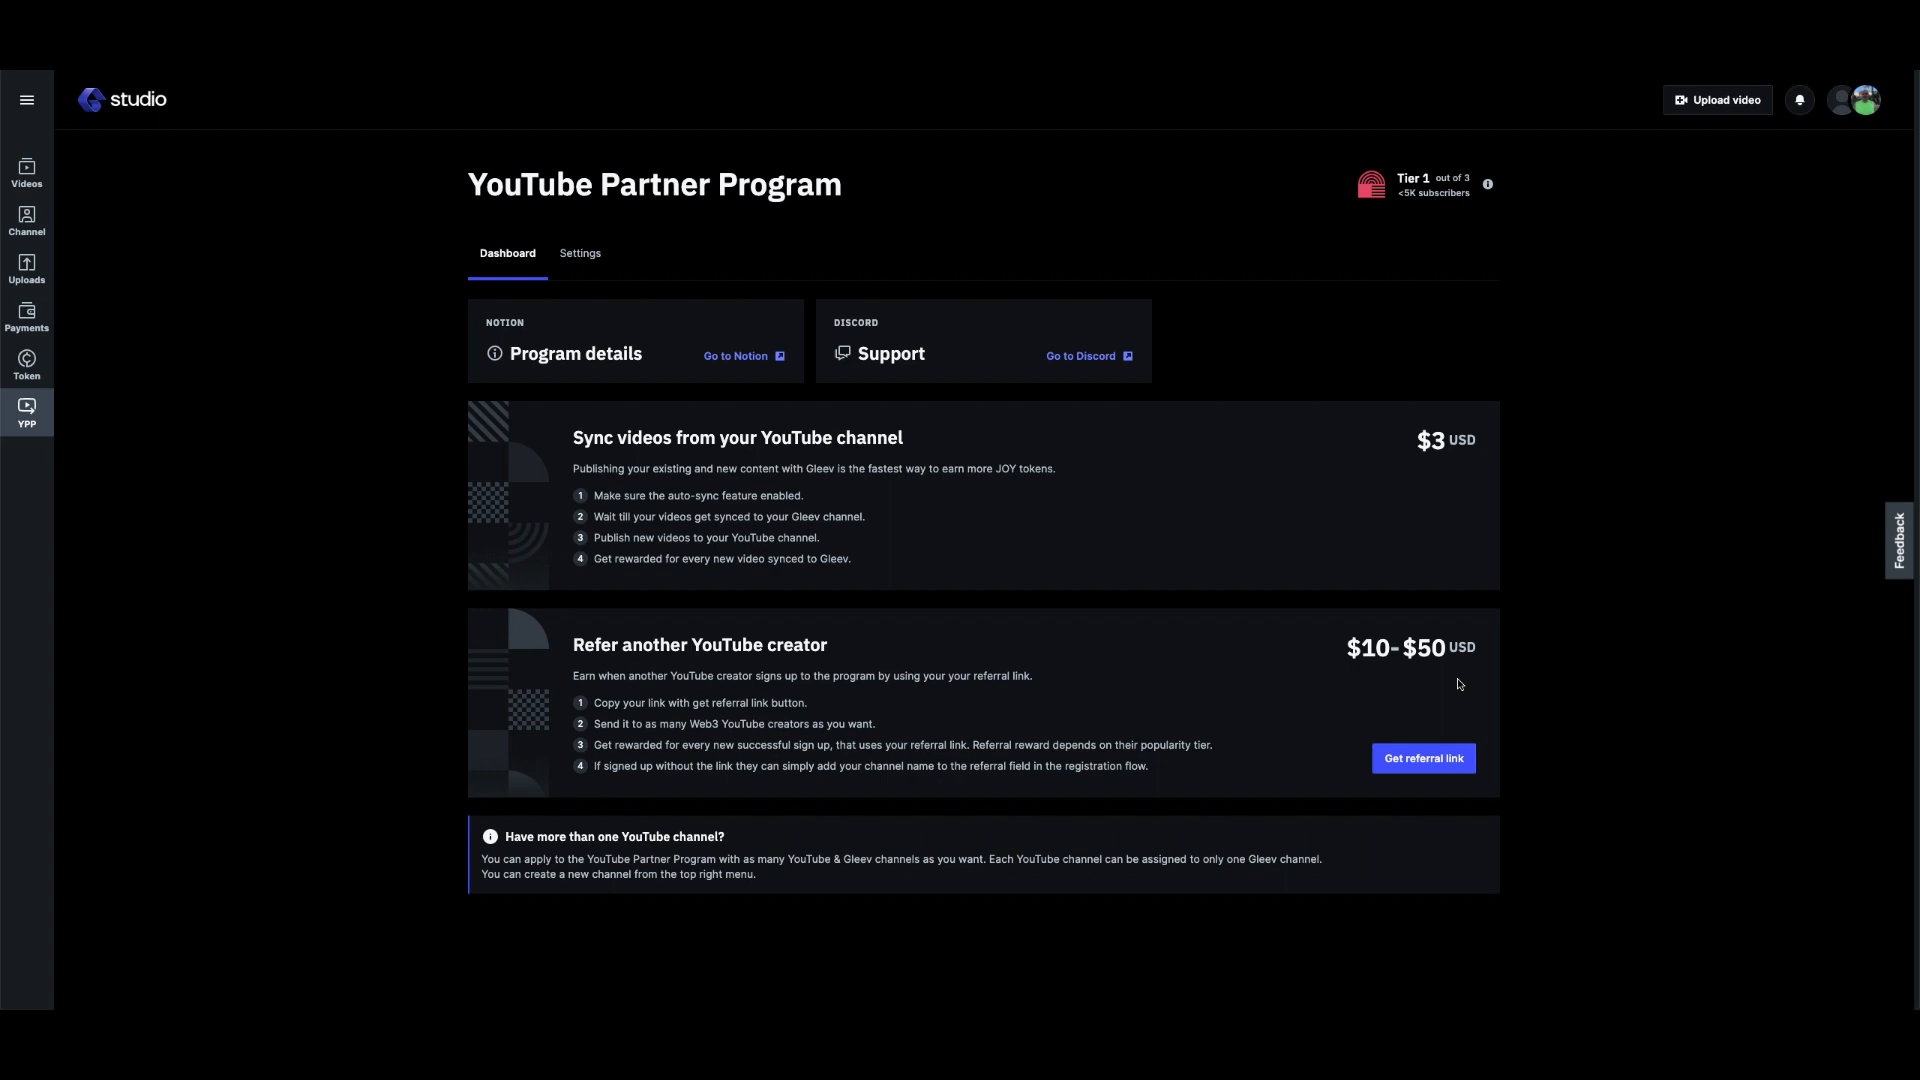 studio
Upload video
Videos
Channel
Uploads
Payments
Token
YPP
YouTube Partner Program
Tier 1 out of 3
<5K subscribers
Dashboard
Settings
NOTION
Program details
Go to Notion
DISCORD
Support
Go to Discord
Sync videos from your YouTube channel
$3 USD
Publishing your existing and new content with Gleev is the fastest way to earn more JOY tokens.
1 Make sure the auto-sync feature enabled.
2 Wait till your videos get synced to your Gleev channel.
3 Publish new videos to your YouTube channel.
4 Get rewarded for every new video synced to Gleev.
Refer another YouTube creator
$10-$50 USD
Earn when another YouTube creator signs up to the program by using your your referral link.
1 Copy your link with get referral link button.
2 Send it to as many Web3 YouTube creators as you want.
3 Get rewarded for every new successful sign up, that uses your referral link. Referral reward depends on their popularity tier.
4 If signed up without the link they can simply add your channel name to the referral field in the registration flow.
Get referral link
Have more than one YouTube channel?
You can apply to the YouTube Partner Program with as many YouTube & Gleev channels as you want. Each YouTube channel can be assigned to only one Gleev channel.
You can create a new channel from the top right menu.
Feedback